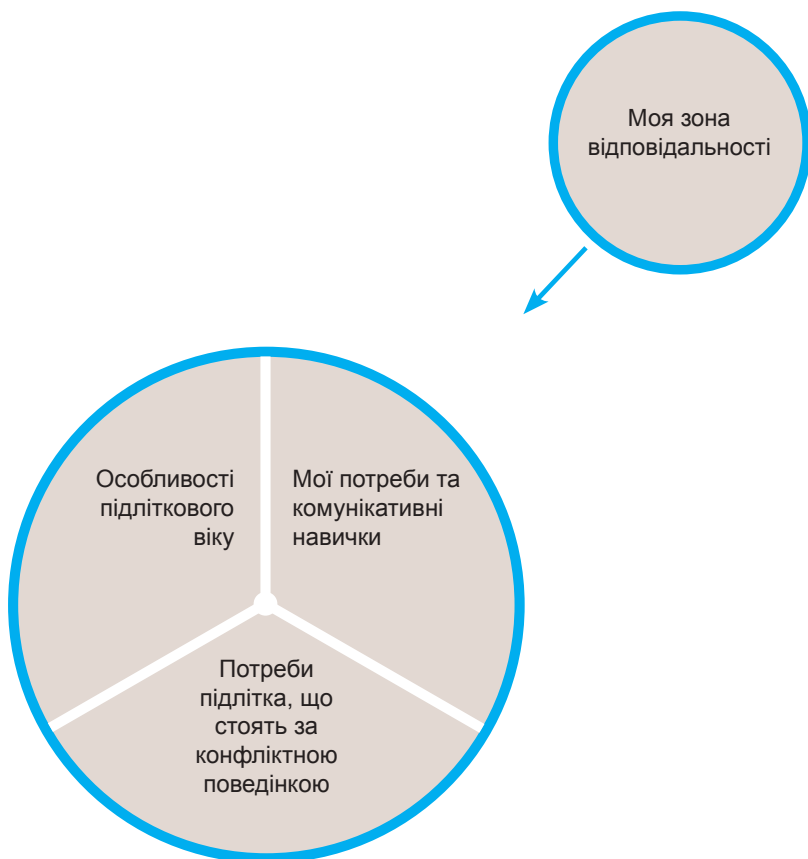 Моя зона
відповідальності
Особливості
підліткового
віку
Мої потреби та
комунікативні
навички
Потреби
підлітка, що
стоять за
конфліктною
поведінкою